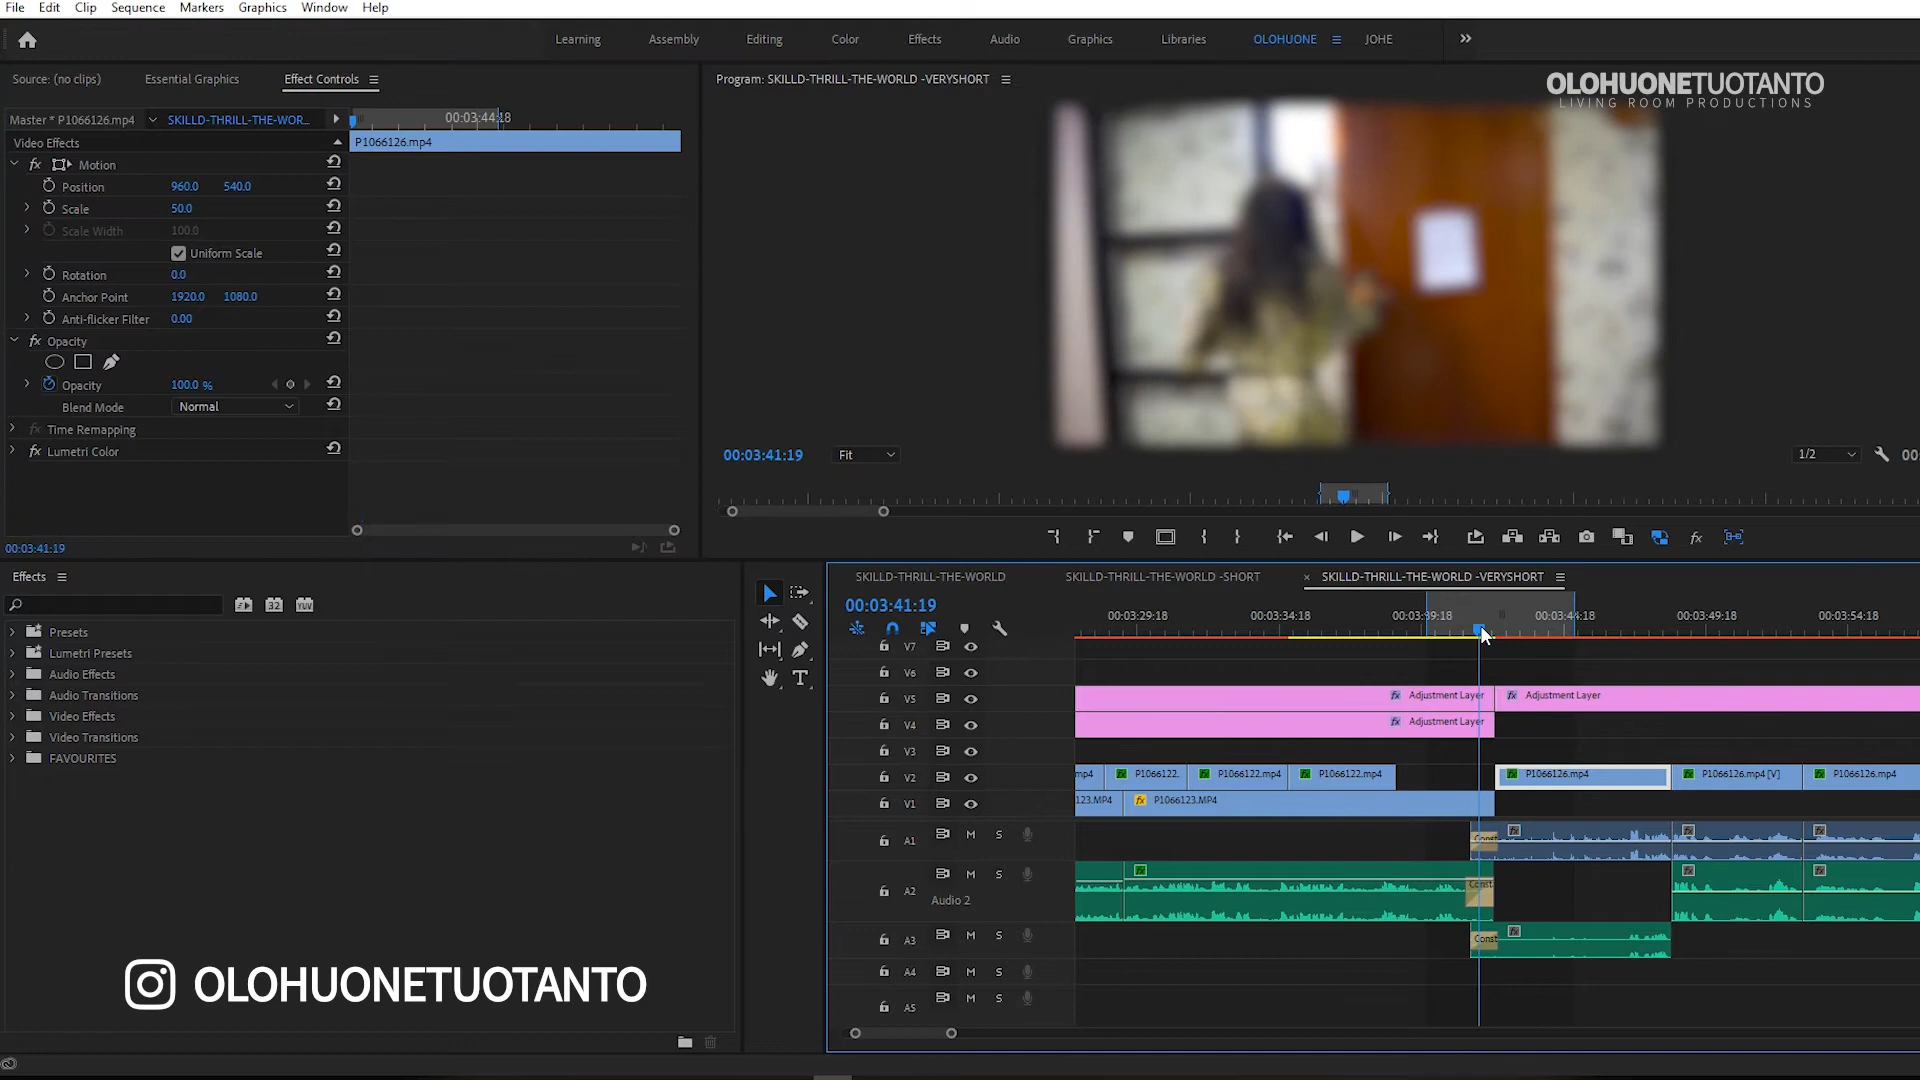 File Edit Clip Sequence Markers Graphics Window Help
Learning Assembly Editing Color Effects Audio Graphics Libraries OLOHUONE JOHE
Source: (no clips) Essential Graphics Effect Controls
Program: SKILLD-THRILL-THE-WORLD -VERYSHORT
OLOHUONETUOTANTO
LIVING ROOM PRODUCTIONS
Master * P1066126.mp4 SKILLD-THRILL-THE-WOR... 00:03:44:18
Video Effects P1066126.mp4
fx Motion
Position 960.0 540.0
Scale 50.0
Scale Width 100.0
Uniform Scale
Rotation 0.0
Anchor Point 1920.0 1080.0
Anti-flicker Filter 0.00
fx Opacity
Opacity 100.0 %
Blend Mode Normal
fx Time Remapping
fx Lumetri Color
00:03:41:19 Fit 1/2 00
00:03:41:19
fx
Effects
32 YUV
Presets
Lumetri Presets
Audio Effects
Audio Transitions
Video Effects
Video Transitions
FAVOURITES
T
SKILLD-THRILL-THE-WORLD SKILLD-THRILL-THE-WORLD -SHORT × SKILLD-THRILL-THE-WORLD -VERYSHORT
00:03:41:19 00:03:29:18 00:03:34:18 00:03:39:18 00:03:44:18 00:03:49:18 00:03:54:18
V7
V6
V5 fx Adjustment Layer fx Adjustment Layer
V4 fx Adjustment Layer
V3
V2 mp4 P1066122. P1066122.mp4 P1066122.mp4 P1066126.mp4 P1066126.mp4 [V] P1066126.mp4
V1 123.MP4 fx P1066123.MP4
A1 M S Const
A2 M S Const
Audio 2
A3 M S Const
A4 M S
A5 M S
OLOHUONETUOTANTO